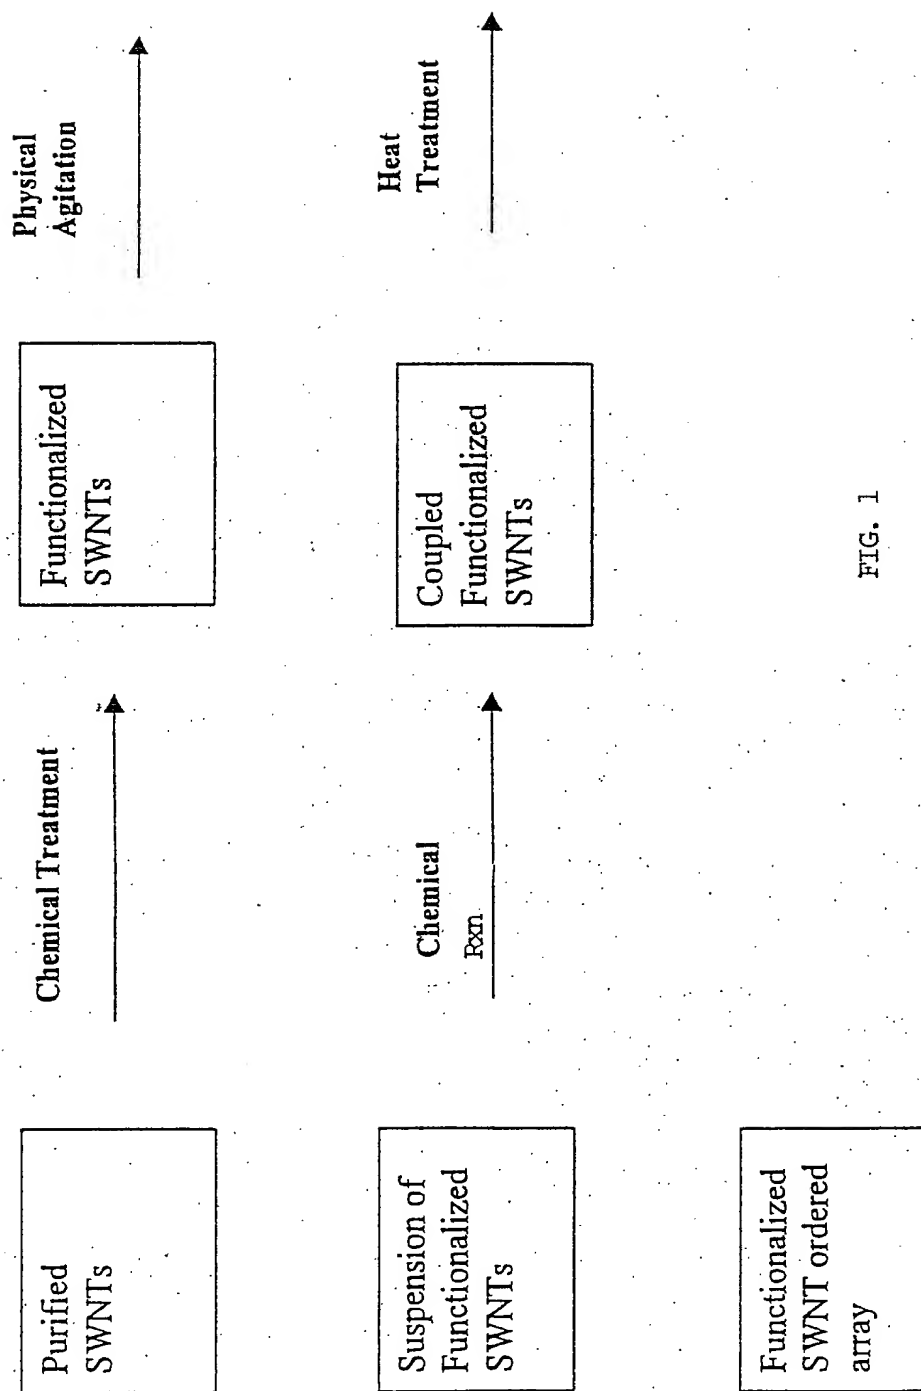 Purified
SWNTs
Chemical Treatment
Functionalized
SWNTs
Physical
Agitation
Suspension of
Functionalized
SWNTs
Chemical
Rxn
Coupled
Functionalized
SWNTs
Heat
Treatment
Functionalized
SWNT ordered
array
FIG. 1